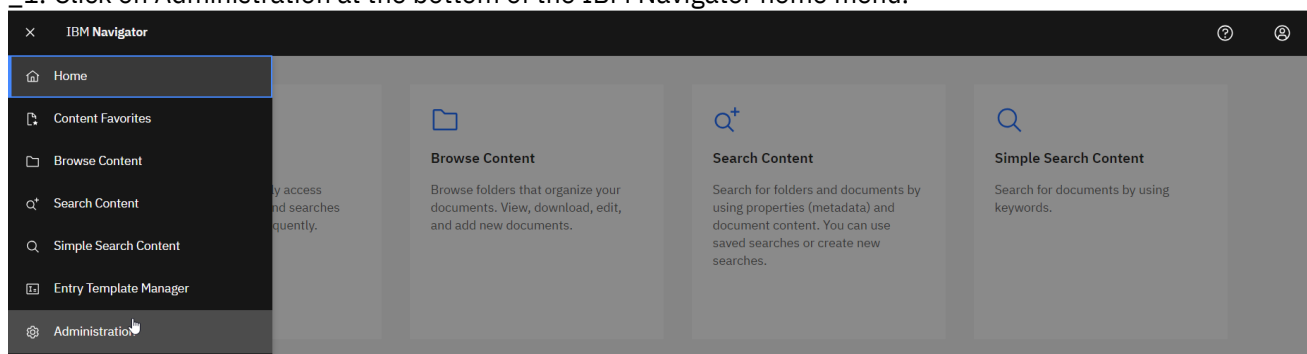 _1. Click on Administration at the bottom of the IBM Navigator home menu.
IBM Navigator
Home
Content Favorites
Browse Content
Search Content
Simple Search Content
Entry Template Manager
Administration
access
nd searches
quently.
Browse Content
Browse folders that organize your
documents. View, download, edit,
and add new documents.
Search Content
Search for folders and documents by
using properties (metadata) and
document content. You can use
saved searches or create new
searches.
Simple Search Content
Search for documents by using
keywords.